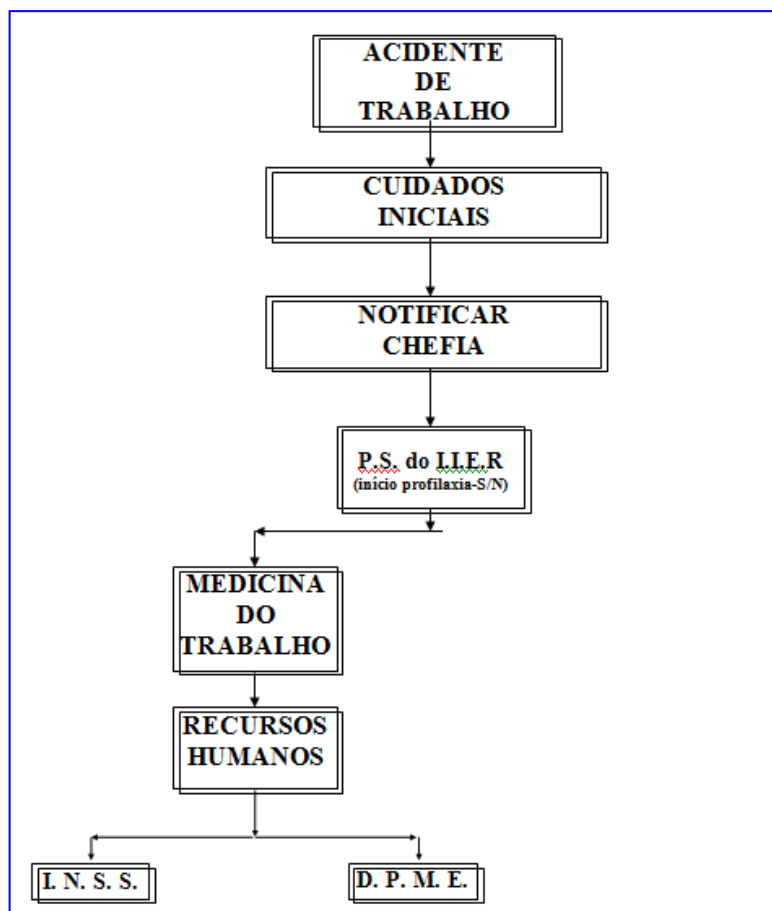 ACIDENTE
DE
TRABALHO
CUIDADOS
INICIAIS
NOTIFICAR
CHEFIA
P.S. do I.I.E.R
(início profilaxia-S/N)
MEDICINA
DO
TRABALHO
RECURSOS
HUMANOS
I. N. S. S.
D. P. M. E.